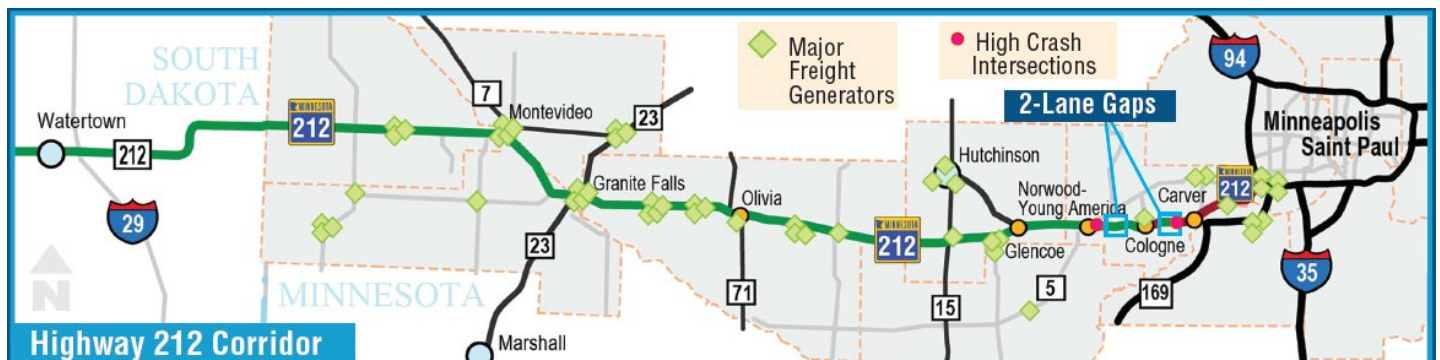 SOUTH
DAKOTA
Watertown
212
29
N
Highway 212 Corridor
MINNESOTA
212
MINNESOTA
7
Montevideo
23
Granite Falls
23
Marshall
Major
Freight
Generators
High Crash
Intersections
2-Lane Gaps
Olivia
71
MINNESOTA
212
Hutchinson
15
Glencoe
5
Norwood-
Young America
Cologne
Carver
169
MINNESOTA
212
94
Minneapolis
Saint Paul
35